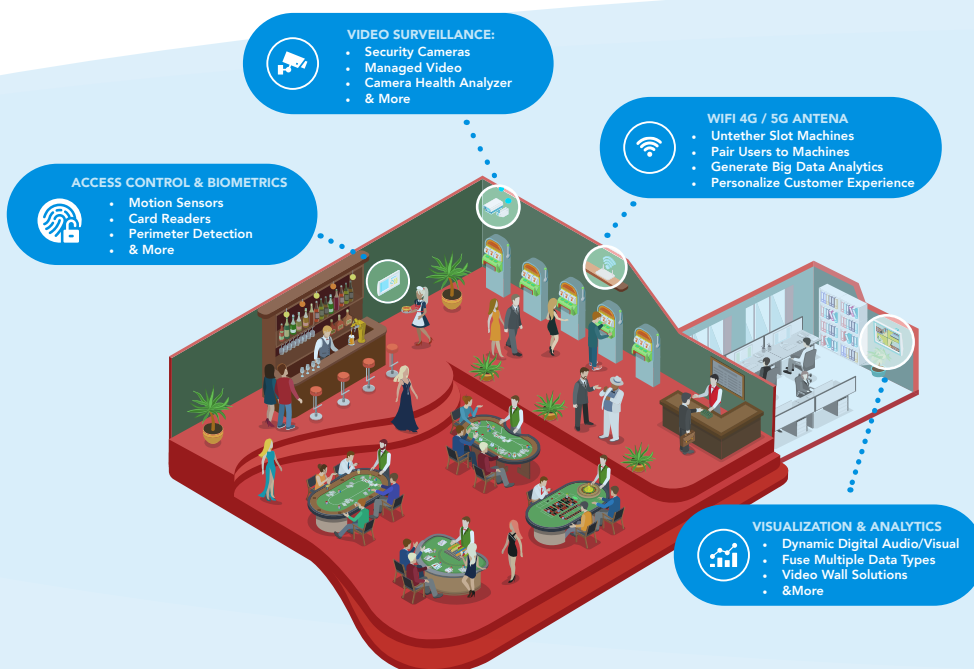 VIDEO SURVEILLANCE:
• Security Cameras
• Managed Video
• Camera Health Analyzer
• & More
WIFI 4G / 5G ANTENA
• Untether Slot Machines
• Pair Users to Machines
• Generate Big Data Analytics
• Personalize Customer Experience
ACCESS CONTROL & BIOMETRICS
• Motion Sensors
• Card Readers
• Perimeter Detection
• & More
VISUALIZATION & ANALYTICS
• Dynamic Digital Audio/Visual
• Fuse Multiple Data Types
• Video Wall Solutions
• &More